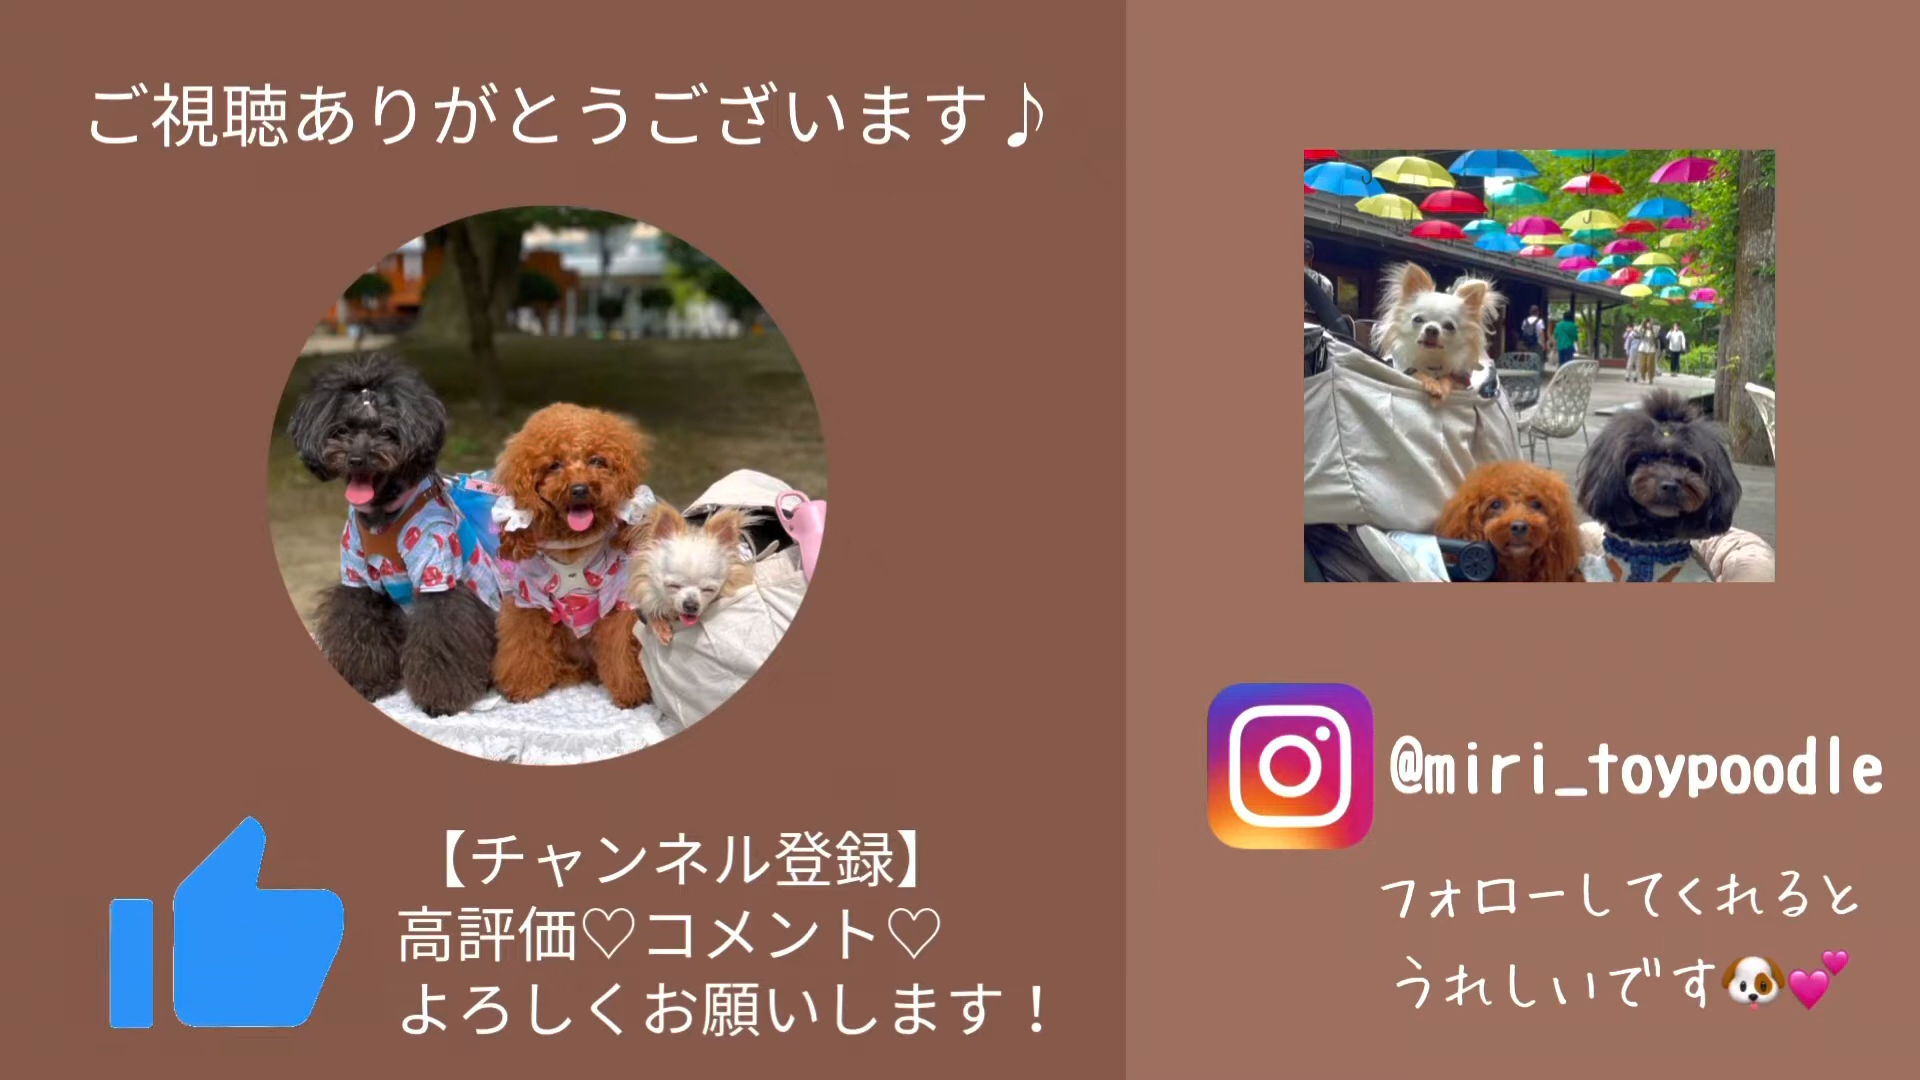 ご視聴ありがとうございます♪
【チャンネル登録】
高評価♡コメント♡
よろしくお願いします！
@miri_toypoodle
フォローしてくれると
うれしいです🐶💕